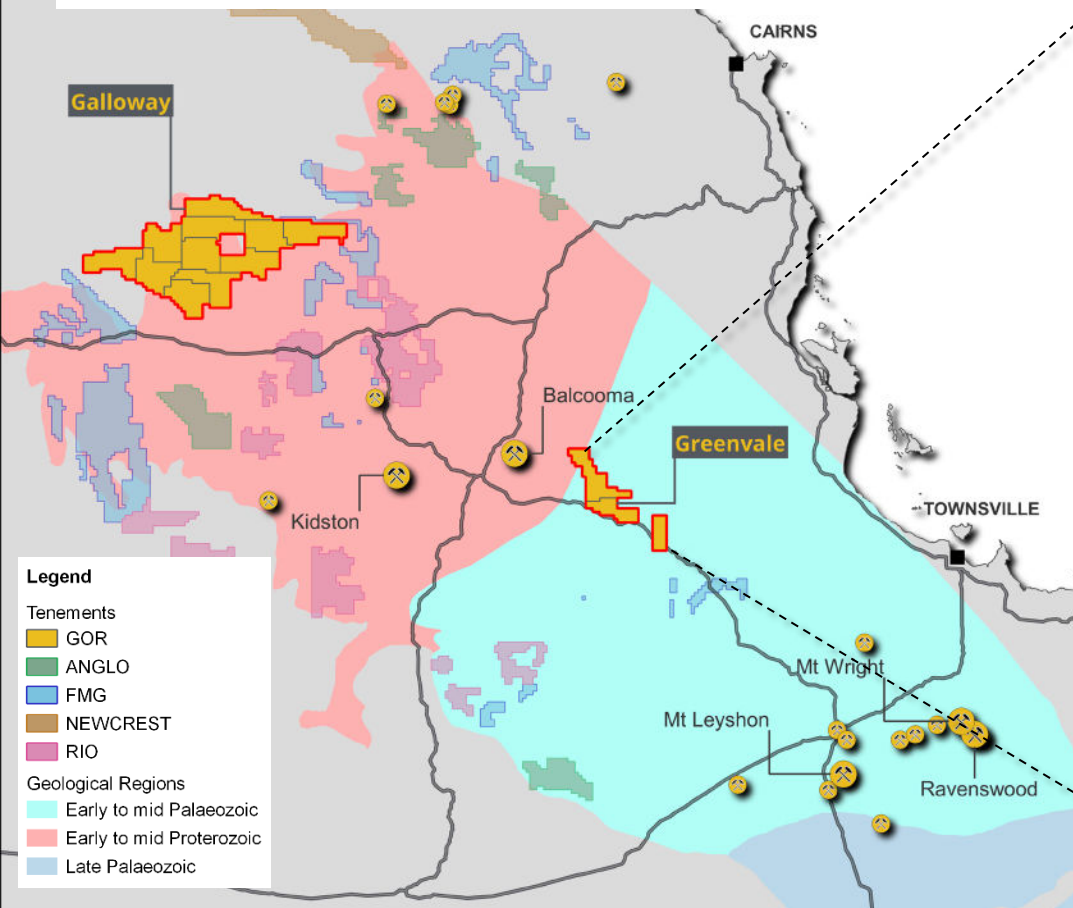 CAIRNS
Galloway
Balcooma
Greenvale
Kidston
TOWNSVILLE
Mt Wright
Mt Leyshon
Ravenswood
Legend
Tenements
GOR
ANGLO
FMG
NEWCREST
RIO
Geological Regions
Early to mid Palaeozoic
Early to mid Proterozoic
Late Palaeozoic